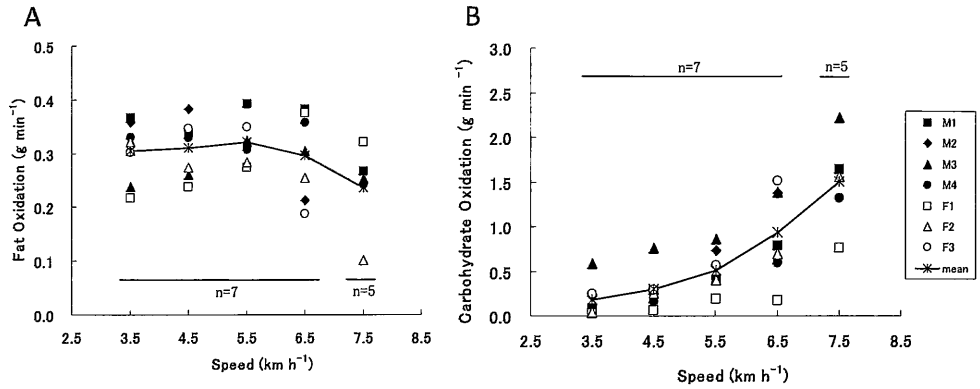 A
Fat Oxidation (g min⁻¹)
0.5
0.4
0.3
0.2
0.1
0.0
n=7
n=5
2.5 3.5 4.5 5.5 6.5 7.5 8.5
Speed (km h⁻¹)
B
Carbohydrate Oxidation (g min ⁻¹)
3.0
2.5
2.0
1.5
1.0
0.5
0.0
n=7
n=5
2.5 3.5 4.5 5.5 6.5 7.5 8.5
Speed (km h⁻¹)
M1
M2
M3
M4
F1
F2
F3
mean